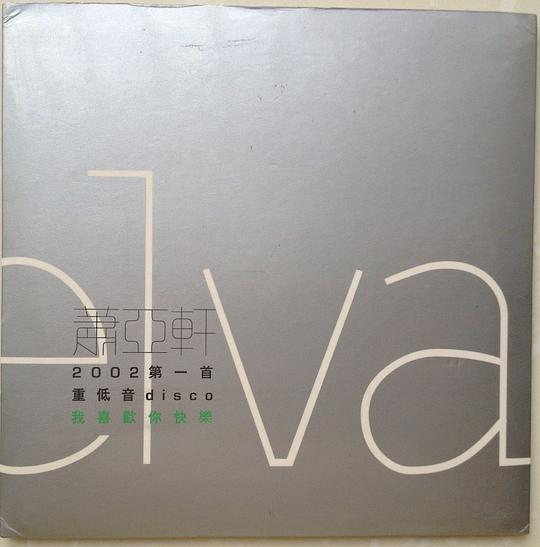 elva
蕭亞軒
2002第一首
重低音disco
我喜歡你快樂